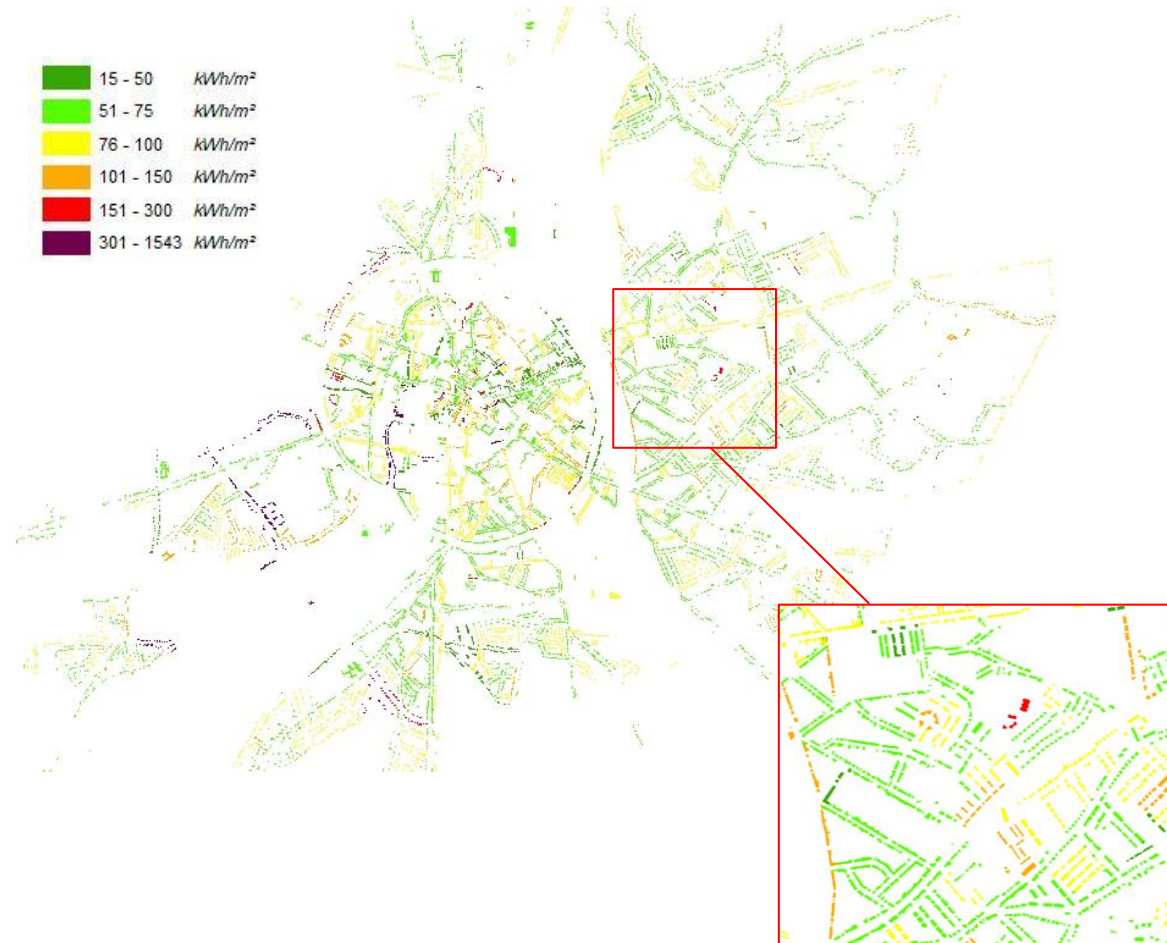 15 - 50 kWh/m²
51 - 75 kWh/m²
76 - 100 kWh/m²
101 - 150 kWh/m²
151 - 300 kWh/m²
301 - 1543 kWh/m²